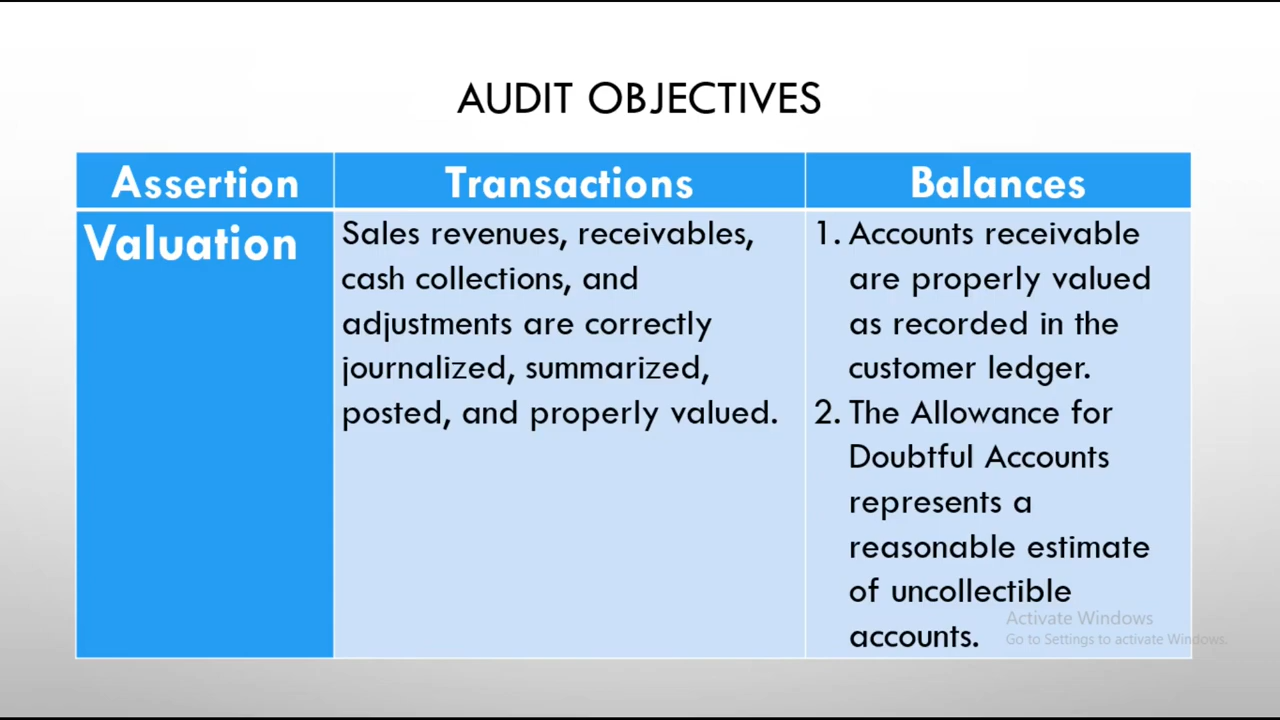 AUDIT OBJECTIVES
Assertion
Transactions
Balances
Valuation
Sales revenues, receivables,
cash collections, and
adjustments are correctly
journalized, summarized,
posted, and properly valued.
1. Accounts receivable
are properly valued
as recorded in the
customer ledger.
2. The Allowance for
Doubtful Accounts
represents a
reasonable estimate
of uncollectible
accounts.
Activate Windows
Go to Settings to activate Windows.